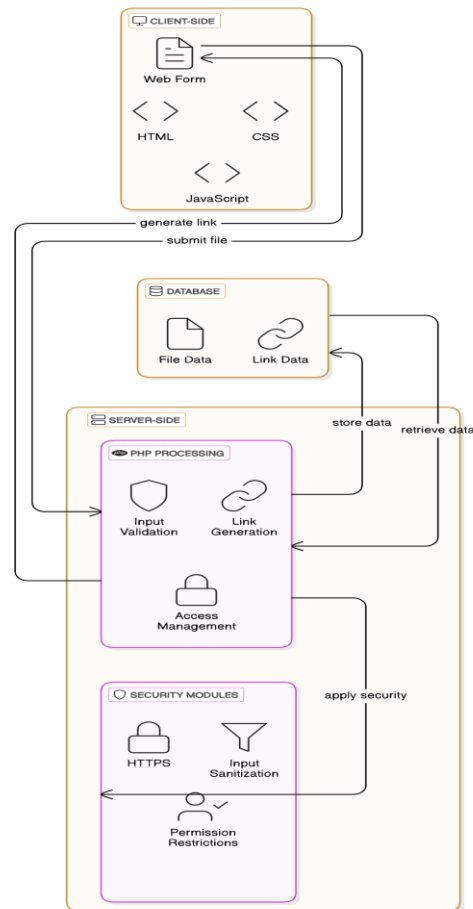 CLIENT-SIDE
Web Form
HTML
CSS
JavaScript
generate link
submit file
DATABASE
File Data
Link Data
store data
retrieve data
SERVER-SIDE
PHP PROCESSING
Input
Validation
Link
Generation
Access
Management
apply security
SECURITY MODULES
HTTPS
Input
Sanitization
Permission
Restrictions